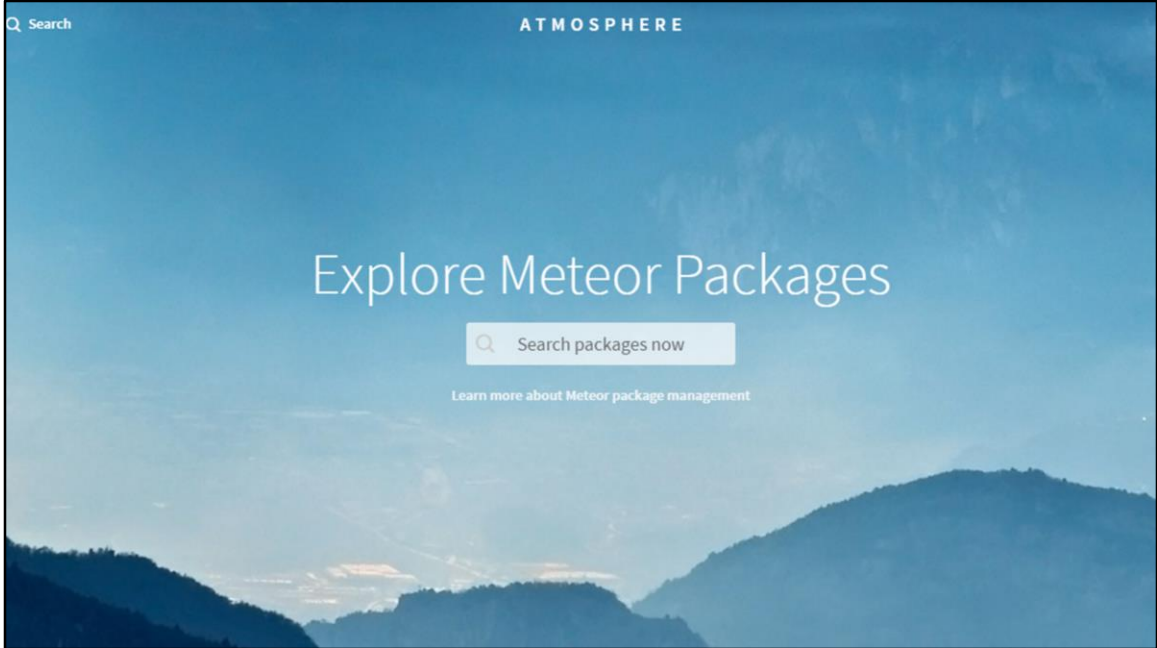 Search
ATMOSPHERE
Explore Meteor Packages
Search packages now
Learn more about Meteor package management